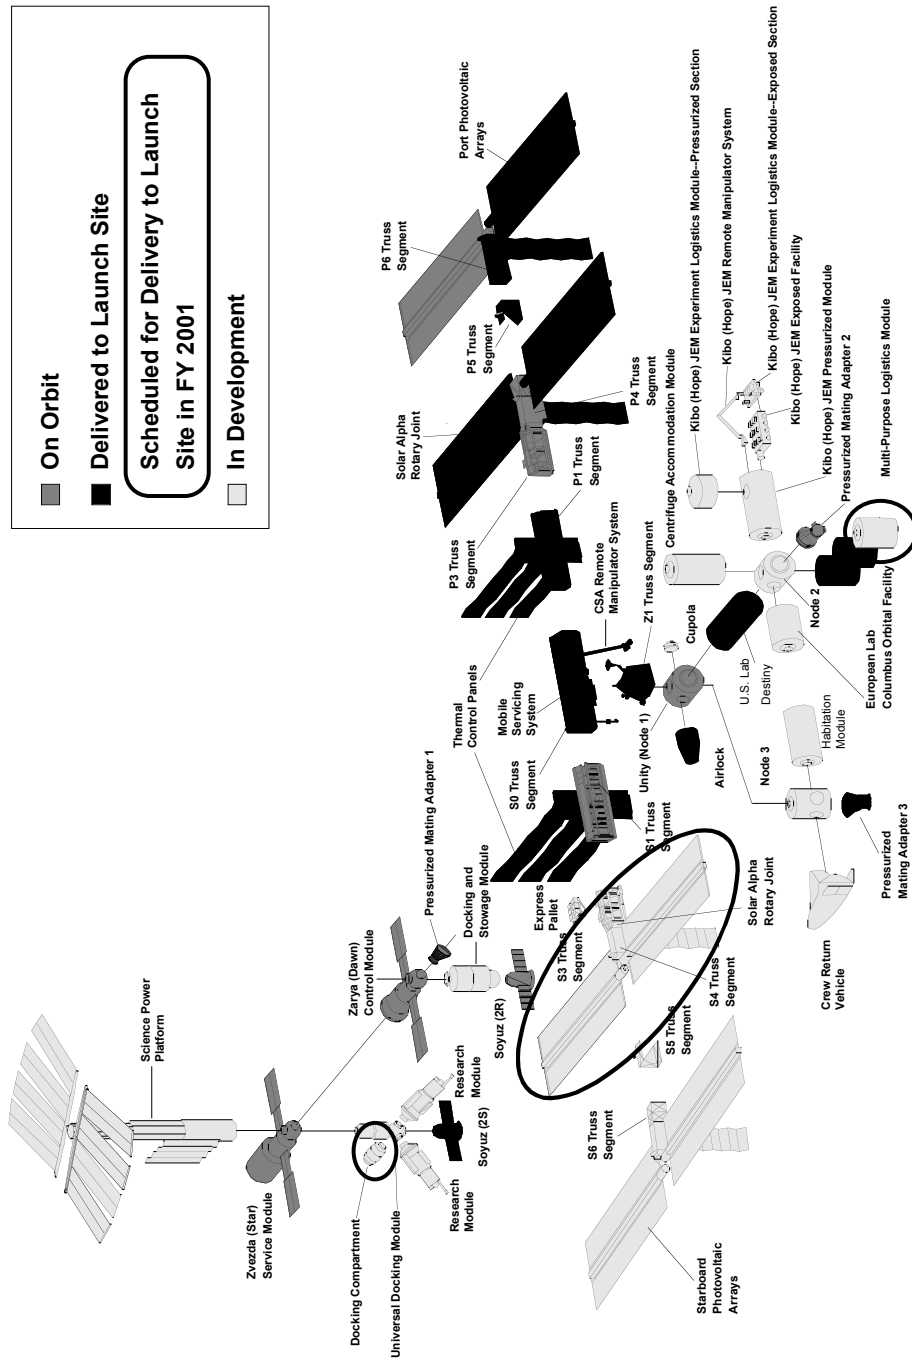 On Orbit
Delivered to Launch Site
Scheduled for Delivery to Launch
Site in FY 2001
In Development
Science Power
Platform
Zvezda (Star)
Service Module
Docking Compartment
Universal Docking Module
Research
Module
Soyuz (2S)
Research
Module
Zarya (Dawn)
Control Module
Pressurized Mating Adapter 1
Docking and
Stowage Module
Soyuz (2R)
Thermal
Control Panels
S0 Truss
Segment
Mobile
Servicing
System
P3 Truss
Segment
Solar Alpha
Rotary Joint
P6 Truss
Segment
Port Photovoltaic
Arrays
P5 Truss
Segment
P4 Truss
Segment
P1 Truss
Segment
CSA Remote
Manipulator System
Z1 Truss Segment
Centrifuge Accommodation Module
Kibo (Hope) JEM Experiment Logistics Module--Pressurized Section
Kibo (Hope) JEM Remote Manipulator System
Kibo (Hope) JEM Experiment Logistics Module--Exposed Section
Kibo (Hope) JEM Exposed Facility
Kibo (Hope) JEM Pressurized Module
Pressurized Mating Adapter 2
Multi-Purpose Logistics Module
Express
Pallet
S3 Truss
Segment
S1 Truss
Segment
Unity (Node 1)
Airlock
Cupola
U.S. Lab
Destiny
Node 2
European Lab
Columbus Orbital Facility
Node 3
Habitation
Module
Pressurized
Mating Adapter 3
Crew Return
Vehicle
Solar Alpha
Rotary Joint
S4 Truss
Segment
S5 Truss
Segment
S6 Truss
Segment
Starboard
Photovoltaic
Arrays